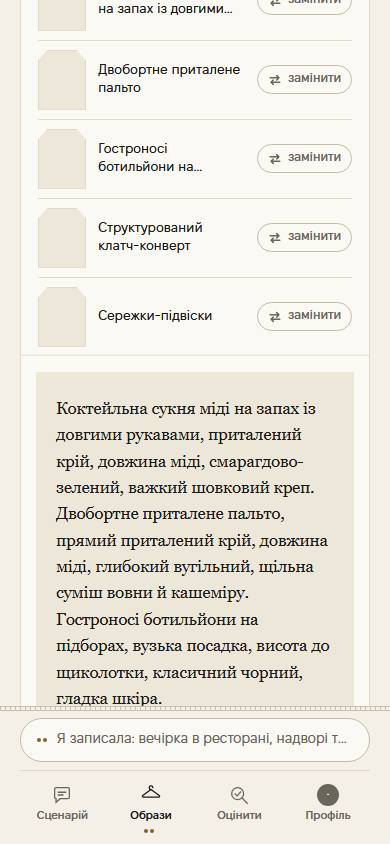 на запах із довгими…
замінити
Двобортне приталене
пальто
замінити
Гостроносі
ботильйони на…
замінити
Структурований
клатч-конверт
замінити
Сережки-підвіски
замінити
Коктейльна сукня міді на запах із
довгими рукавами, приталений
крій, довжина міді, смарагдово-
зелений, важкий шовковий креп.
Двобортне приталене пальто,
прямий приталений крій, довжина
міді, глибокий вугільний, щільна
суміш вовни й кашеміру.
Гостроносі ботильйони на
підборах, вузька посадка, висота до
щиколотки, класичний чорний,
гладка шкіра.
Я записала: вечірка в ресторані, надворі т…
Сценарій
Образи
Оцінити
Профіль